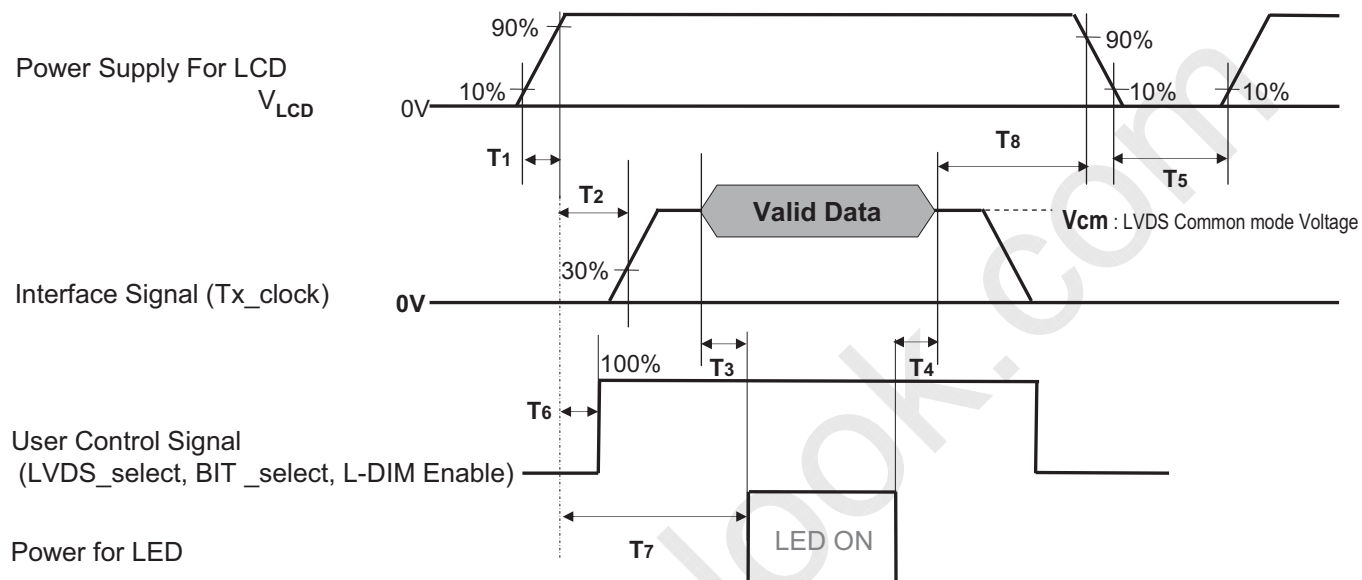 90%
90%
Power Supply For LCD
VLCD
10%
0V
10%
10%
T1
T8
T5
T2
Valid Data
Vcm : LVDS Common mode Voltage
30%
Interface Signal (Tx_clock)
0V
100%
T3
T4
T6
User Control Signal
(LVDS_select, BIT _select, L-DIM Enable)
T7
LED ON
Power for LED
look.com